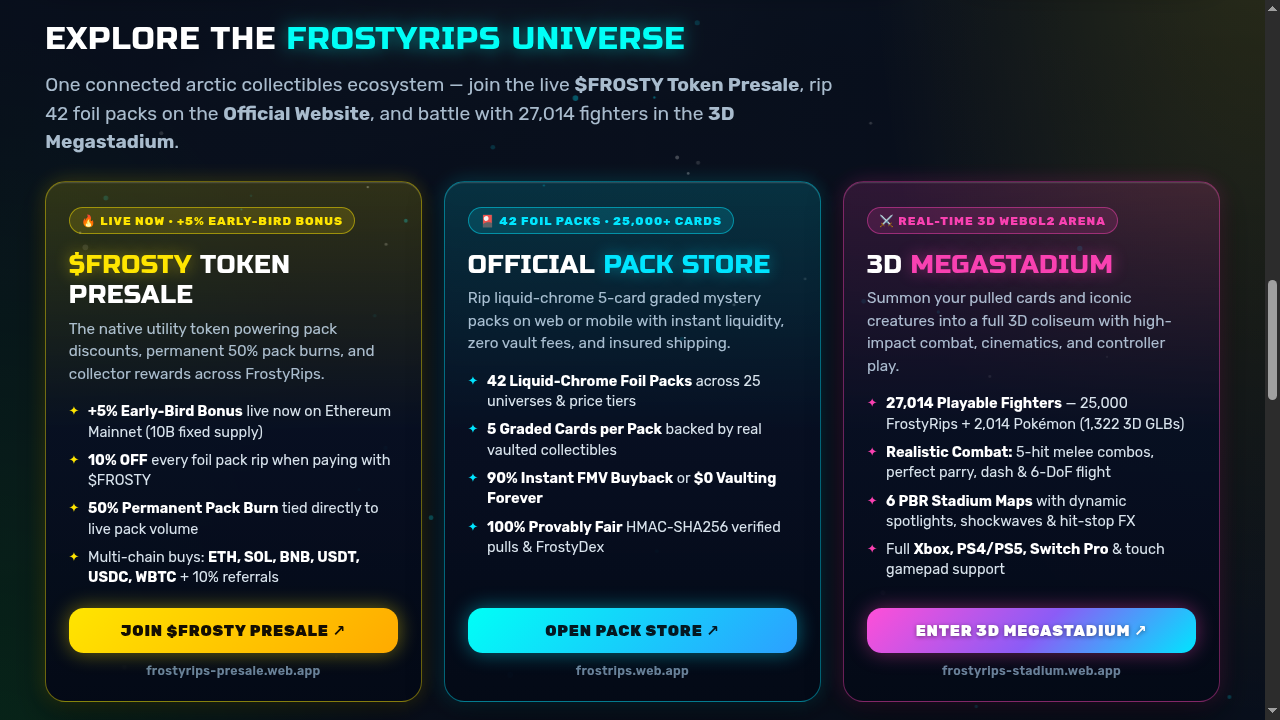 EXPLORE THE FROSTYRIPS UNIVERSE
One connected arctic collectibles ecosystem — join the live $FROSTY Token Presale, rip
42 foil packs on the Official Website, and battle with 27,014 fighters in the 3D
Megastadium.
🔥 LIVE NOW • +5% EARLY-BIRD BONUS
$FROSTY TOKEN
PRESALE
The native utility token powering pack
discounts, permanent 50% pack burns, and
collector rewards across FrostyRips.
✦ +5% Early-Bird Bonus live now on Ethereum
Mainnet (10B fixed supply)
✦ 10% OFF every foil pack rip when paying with
$FROSTY
✦ 50% Permanent Pack Burn tied directly to
live pack volume
✦ Multi-chain buys: ETH, SOL, BNB, USDT,
USDC, WBTC + 10% referrals
JOIN $FROSTY PRESALE ↗
frostyrips-presale.web.app
🎴 42 FOIL PACKS • 25,000+ CARDS
OFFICIAL PACK STORE
Rip liquid-chrome 5-card graded mystery
packs on web or mobile with instant liquidity,
zero vault fees, and insured shipping.
✦ 42 Liquid-Chrome Foil Packs across 25
universes & price tiers
✦ 5 Graded Cards per Pack backed by real
vaulted collectibles
✦ 90% Instant FMV Buyback or $0 Vaulting
Forever
✦ 100% Provably Fair HMAC-SHA256 verified
pulls & FrostyDex
OPEN PACK STORE ↗
frostrips.web.app
⚔️ REAL-TIME 3D WEBGL2 ARENA
3D MEGASTADIUM
Summon your pulled cards and iconic
creatures into a full 3D coliseum with high-
impact combat, cinematics, and controller
play.
✦ 27,014 Playable Fighters — 25,000
FrostyRips + 2,014 Pokémon (1,322 3D GLBs)
✦ Realistic Combat: 5-hit melee combos,
perfect parry, dash & 6-DoF flight
✦ 6 PBR Stadium Maps with dynamic
spotlights, shockwaves & hit-stop FX
✦ Full Xbox, PS4/PS5, Switch Pro & touch
gamepad support
ENTER 3D MEGASTADIUM ↗
frostyrips-stadium.web.app